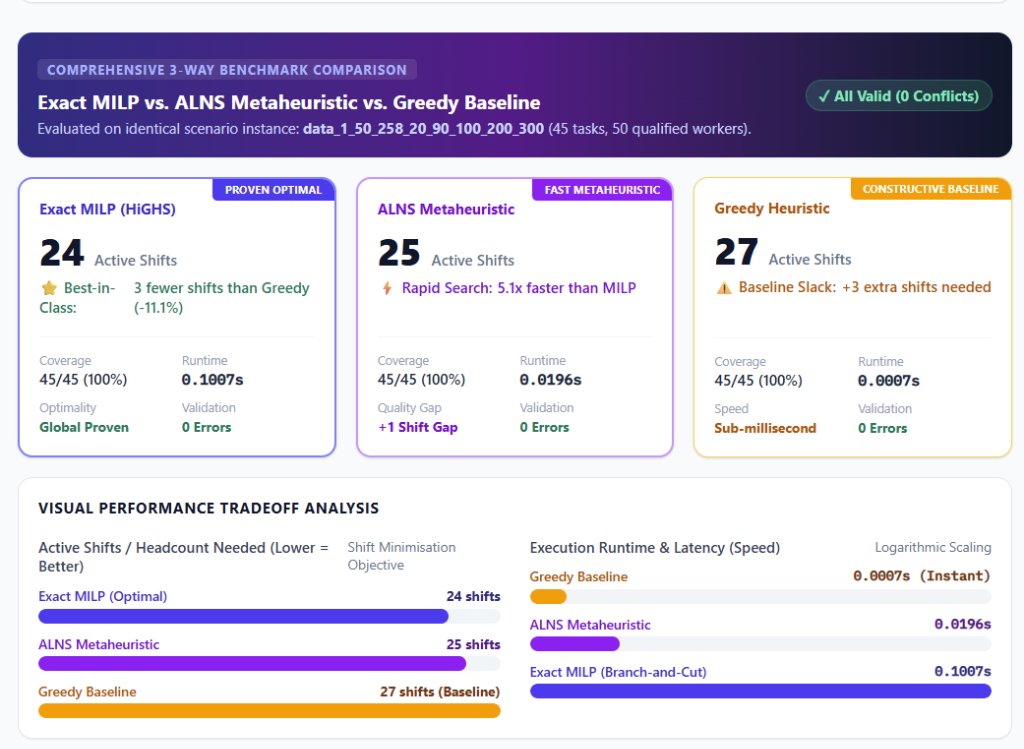 COMPREHENSIVE 3-WAY BENCHMARK COMPARISON
Exact MILP vs. ALNS Metaheuristic vs. Greedy Baseline
Evaluated on identical scenario instance: data_1_50_258_20_90_100_200_300 (45 tasks, 50 qualified workers).
✓ All Valid (0 Conflicts)
PROVEN OPTIMAL
Exact MILP (HiGHS)
24 Active Shifts
⭐ Best-in-Class:
3 fewer shifts than Greedy
(-11.1%)
Coverage
45/45 (100%)
Runtime
0.1007s
Optimality
Global Proven
Validation
0 Errors
FAST METAHEURISTIC
ALNS Metaheuristic
25 Active Shifts
⚡ Rapid Search: 5.1x faster than MILP
Coverage
45/45 (100%)
Runtime
0.0196s
Quality Gap
+1 Shift Gap
Validation
0 Errors
CONSTRUCTIVE BASELINE
Greedy Heuristic
27 Active Shifts
⚠ Baseline Slack: +3 extra shifts needed
Coverage
45/45 (100%)
Runtime
0.0007s
Speed
Sub-millisecond
Validation
0 Errors
VISUAL PERFORMANCE TRADEOFF ANALYSIS
Active Shifts / Headcount Needed (Lower =
Better)
Shift Minimisation
Objective
Exact MILP (Optimal) 24 shifts
ALNS Metaheuristic 25 shifts
Greedy Baseline 27 shifts (Baseline)
Execution Runtime & Latency (Speed) Logarithmic Scaling
Greedy Baseline 0.0007s (Instant)
ALNS Metaheuristic 0.0196s
Exact MILP (Branch-and-Cut) 0.1007s